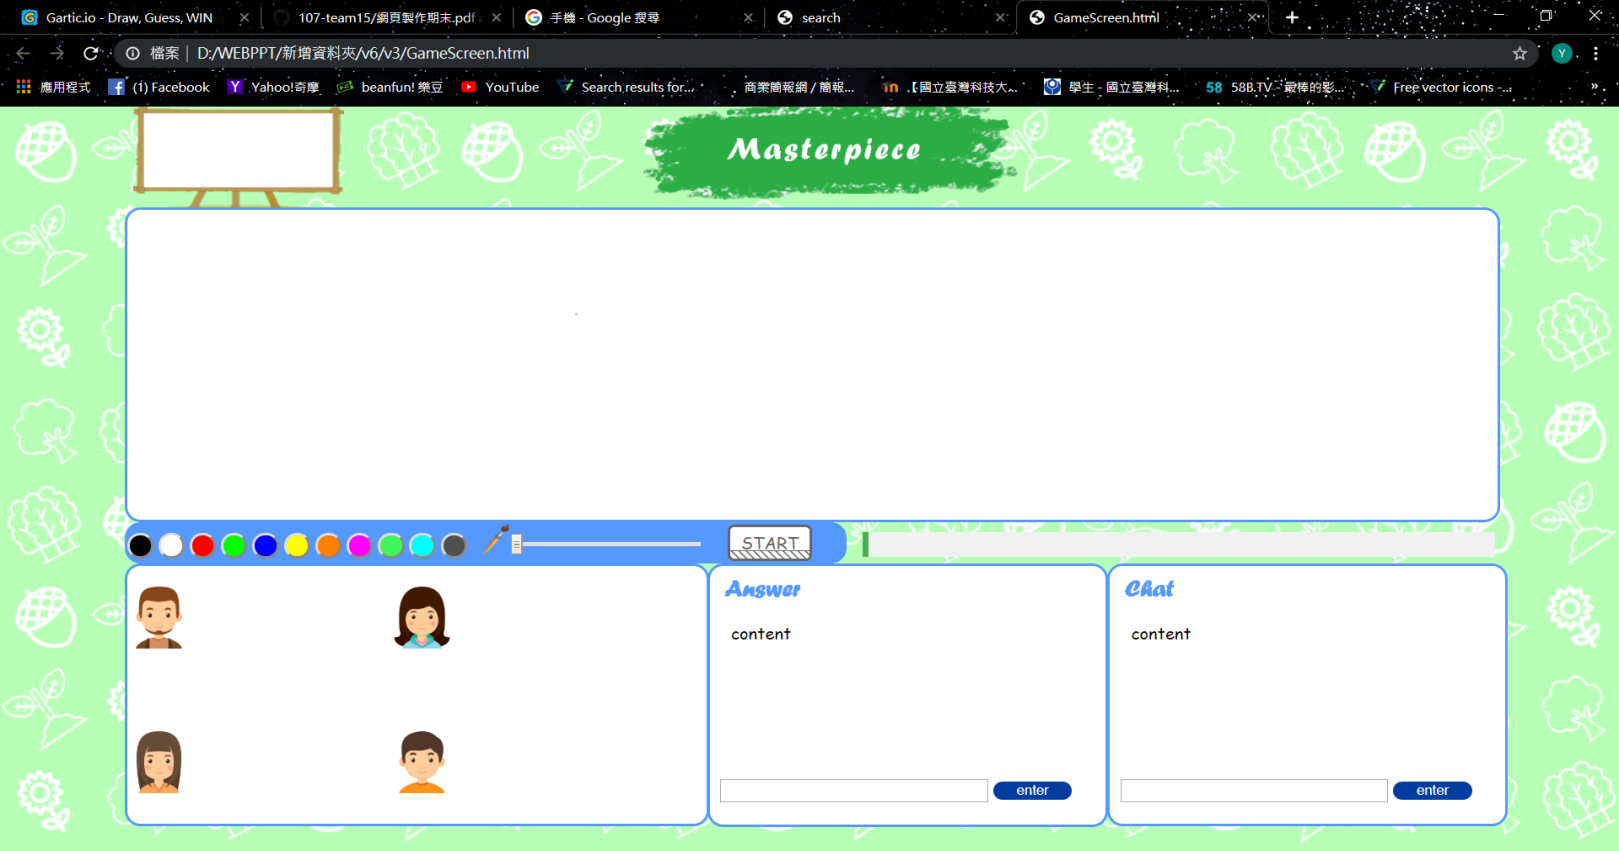 Gartic.io - Draw, Guess, WIN
107-team15/網頁製作期末.pdf
手機 - Google 搜尋
search
GameScreen.html
檔案 | D:/WEBPPT/新增資料夾/v6/v3/GameScreen.html
Y
應用程式 (1) Facebook Yahoo!奇摩 beanfun! 樂豆 YouTube Search results for... 商業簡報網 / 簡報... 【國立臺灣科技大... 學生 - 國立臺灣科... 58B.TV - 最棒的影... Free vector icons -... »
Masterpiece
START
Answer
content
enter
Chat
content
enter